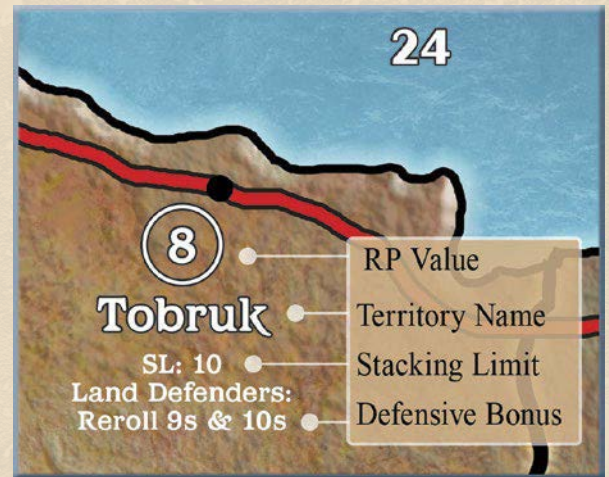 24
8
RP Value
Tobruk
Territory Name
SL: 10
Stacking Limit
Land Defenders:
Reroll 9s & 10s
Defensive Bonus